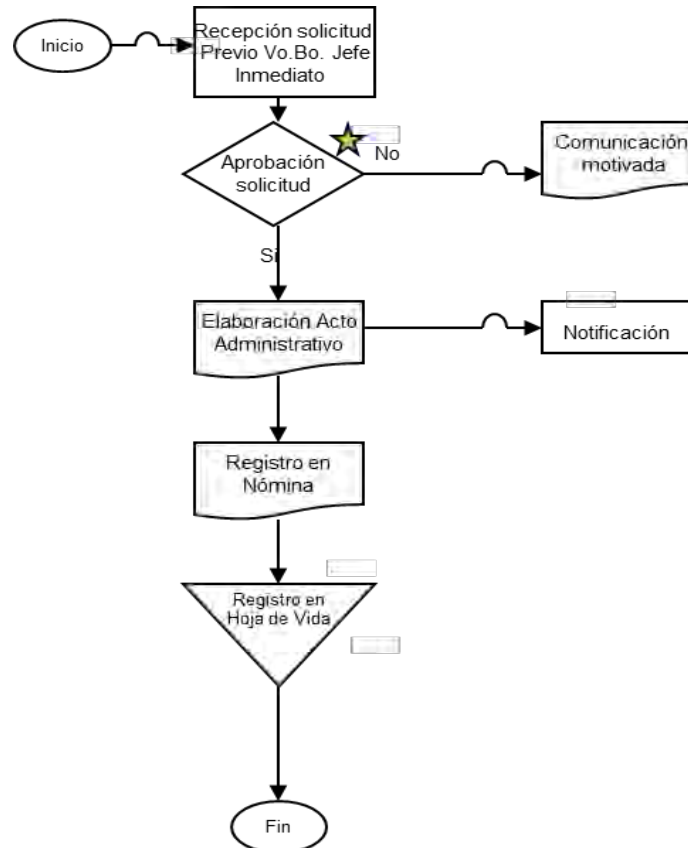 Inicio
Recepción solicitud
Previo Vo.Bo. Jefe
Inmediato
Aprobación
solicitud
No
Comunicación
motivada
Si
Elaboración Acto
Administrativo
Notificación
Registro en
Nómina
Registro en
Hoja de Vida
Fin